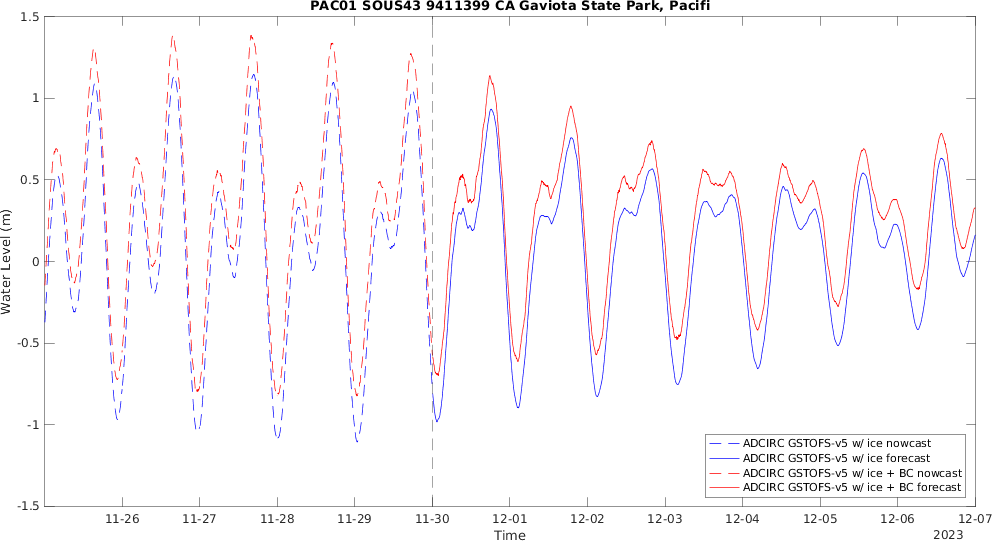 PAC01 SOUS43 9411399 CA Gaviota State Park, Pacifi
Water Level (m)
1.5
1
0.5
0
-0.5
-1
-1.5
ADCIRC GSTOFS-v5 w/ ice nowcast
ADCIRC GSTOFS-v5 w/ ice forecast
ADCIRC GSTOFS-v5 w/ ice + BC nowcast
ADCIRC GSTOFS-v5 w/ ice + BC forecast
11-26 11-27 11-28 11-29 11-30 12-01 12-02 12-03 12-04 12-05 12-06 12-07
Time
2023